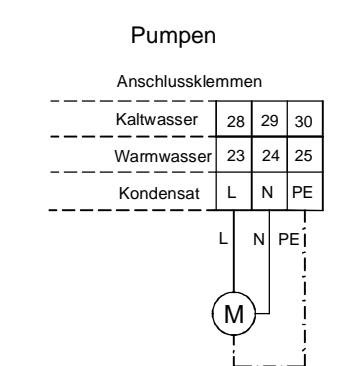 Pumpen
Anschlussklemmen
Kaltwasser 28 29 30
Warmwasser 23 24 25
Kondensat L N PE
L N PE
M